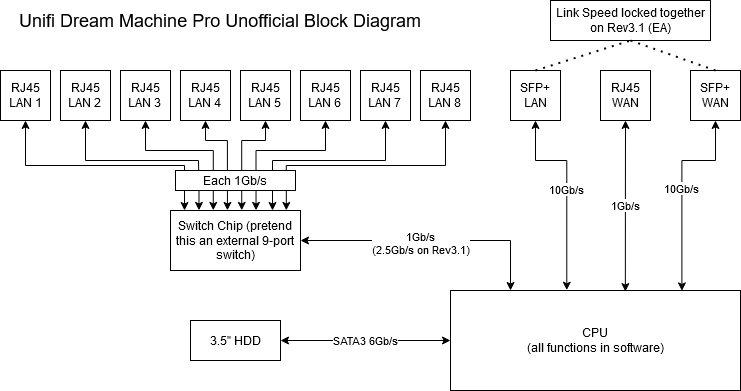 Unifi Dream Machine Pro Unofficial Block Diagram
Link Speed locked together
on Rev3.1 (EA)
RJ45
LAN 1
RJ45
LAN 2
RJ45
LAN 3
RJ45
LAN 4
RJ45
LAN 5
RJ45
LAN 6
RJ45
LAN 7
RJ45
LAN 8
SFP+
LAN
RJ45
WAN
SFP+
WAN
Each 1Gb/s
10Gb/s
1Gb/s
10Gb/s
Switch Chip (pretend
this an external 9-port
switch)
1Gb/s
(2.5Gb/s on Rev3.1)
3.5" HDD
SATA3 6Gb/s
CPU
(all functions in software)